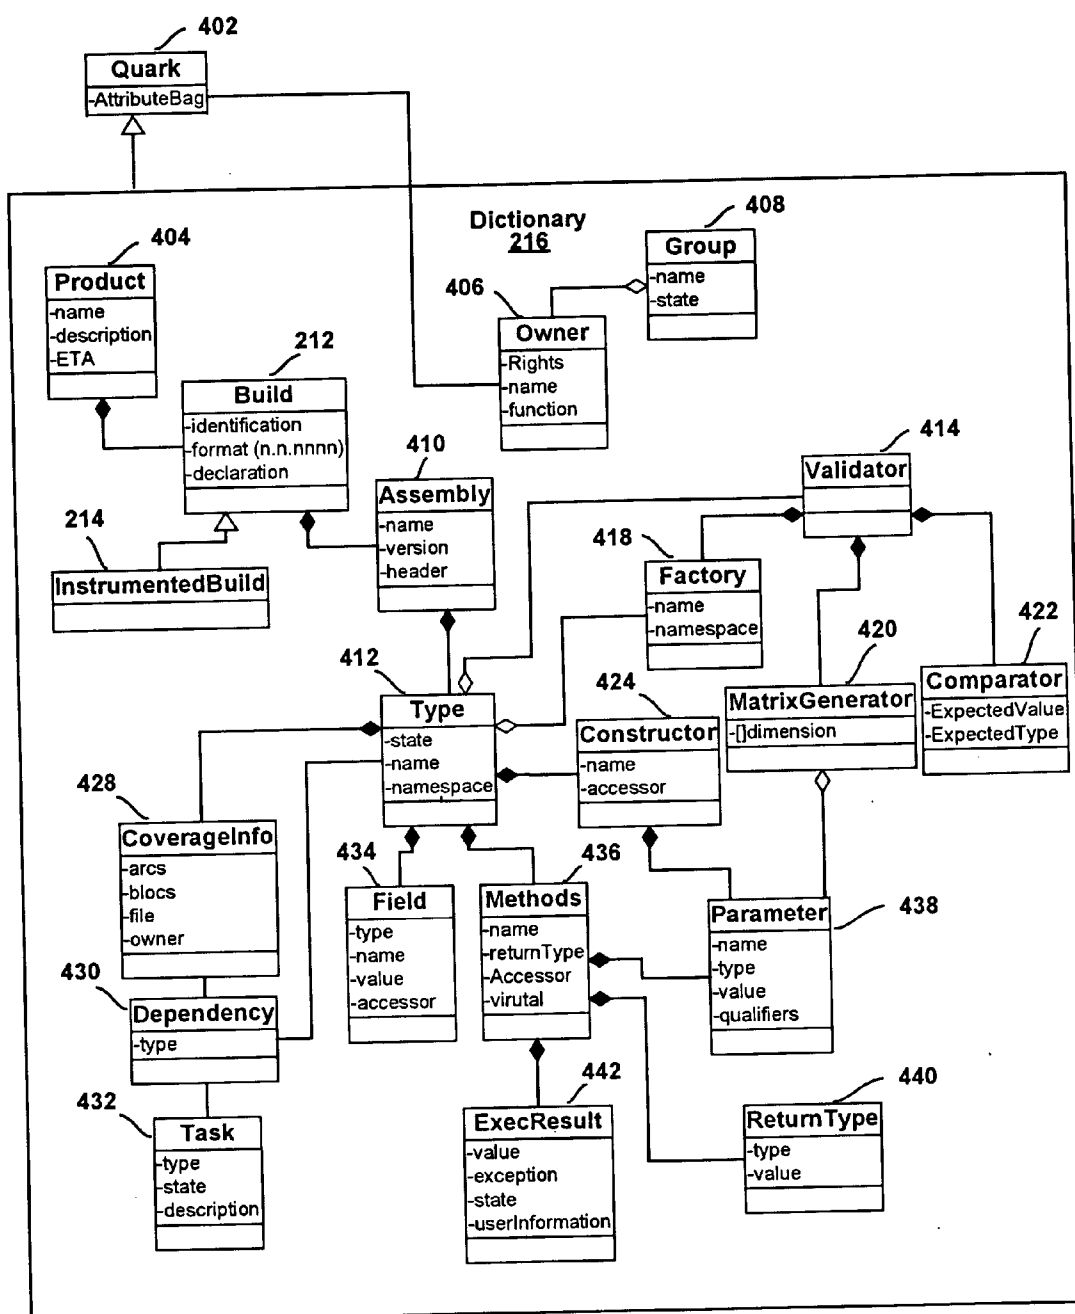 402
Quark
-AttributeBag
Dictionary
216
408
Group
-name
-state
404
Product
-name
-description
-ETA
406
Owner
-Rights
-name
-function
212
Build
-identification
-format (n.n.nnnn)
-declaration
410
Assembly
-name
-version
-header
414
Validator
214
InstrumentedBuild
418
Factory
-name
-namespace
420
MatrixGenerator
-[]dimension
422
Comparator
-ExpectedValue
-ExpectedType
412
Type
-state
-name
-namespace
424
Constructor
-name
-accessor
428
CoverageInfo
-arcs
-blocs
-file
-owner
434
Field
-type
-name
-value
-accessor
436
Methods
-name
-returnType
-Accessor
-virutal
Parameter
-name
-type
-value
-qualifiers
438
430
Dependency
-type
432
Task
-type
-state
-description
442
ExecResult
-value
-exception
-state
-userInformation
440
ReturnType
-type
-value